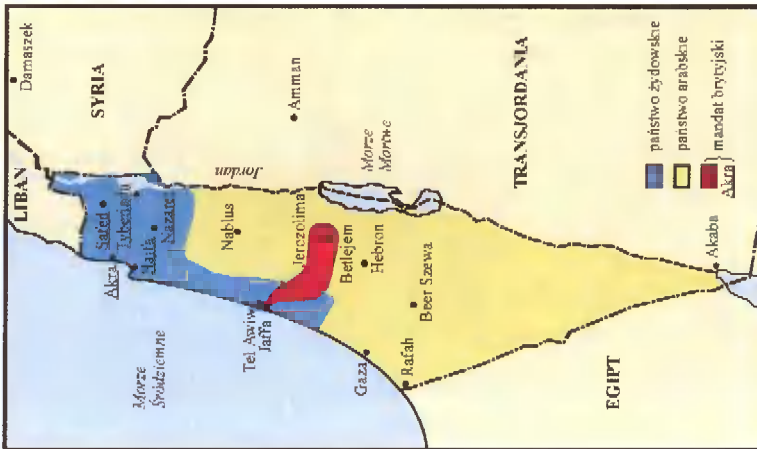 Damaszek
LIBAN
SYRIA
Safed
Tyberiada
Akra
Haifa
Nazaret
Morze
Śródziemne
Jordan
Amman
Nablus
Tel Awiw
Jaffa
Jerozolima
Betlejem
Hebron
Morze
Martwe
TRANSJORDANIA
Gaza
Beer Szewa
Rafah
EGIPT
Akaba
państwo żydowskie
państwo arabskie
Akra } mandat brytyjski